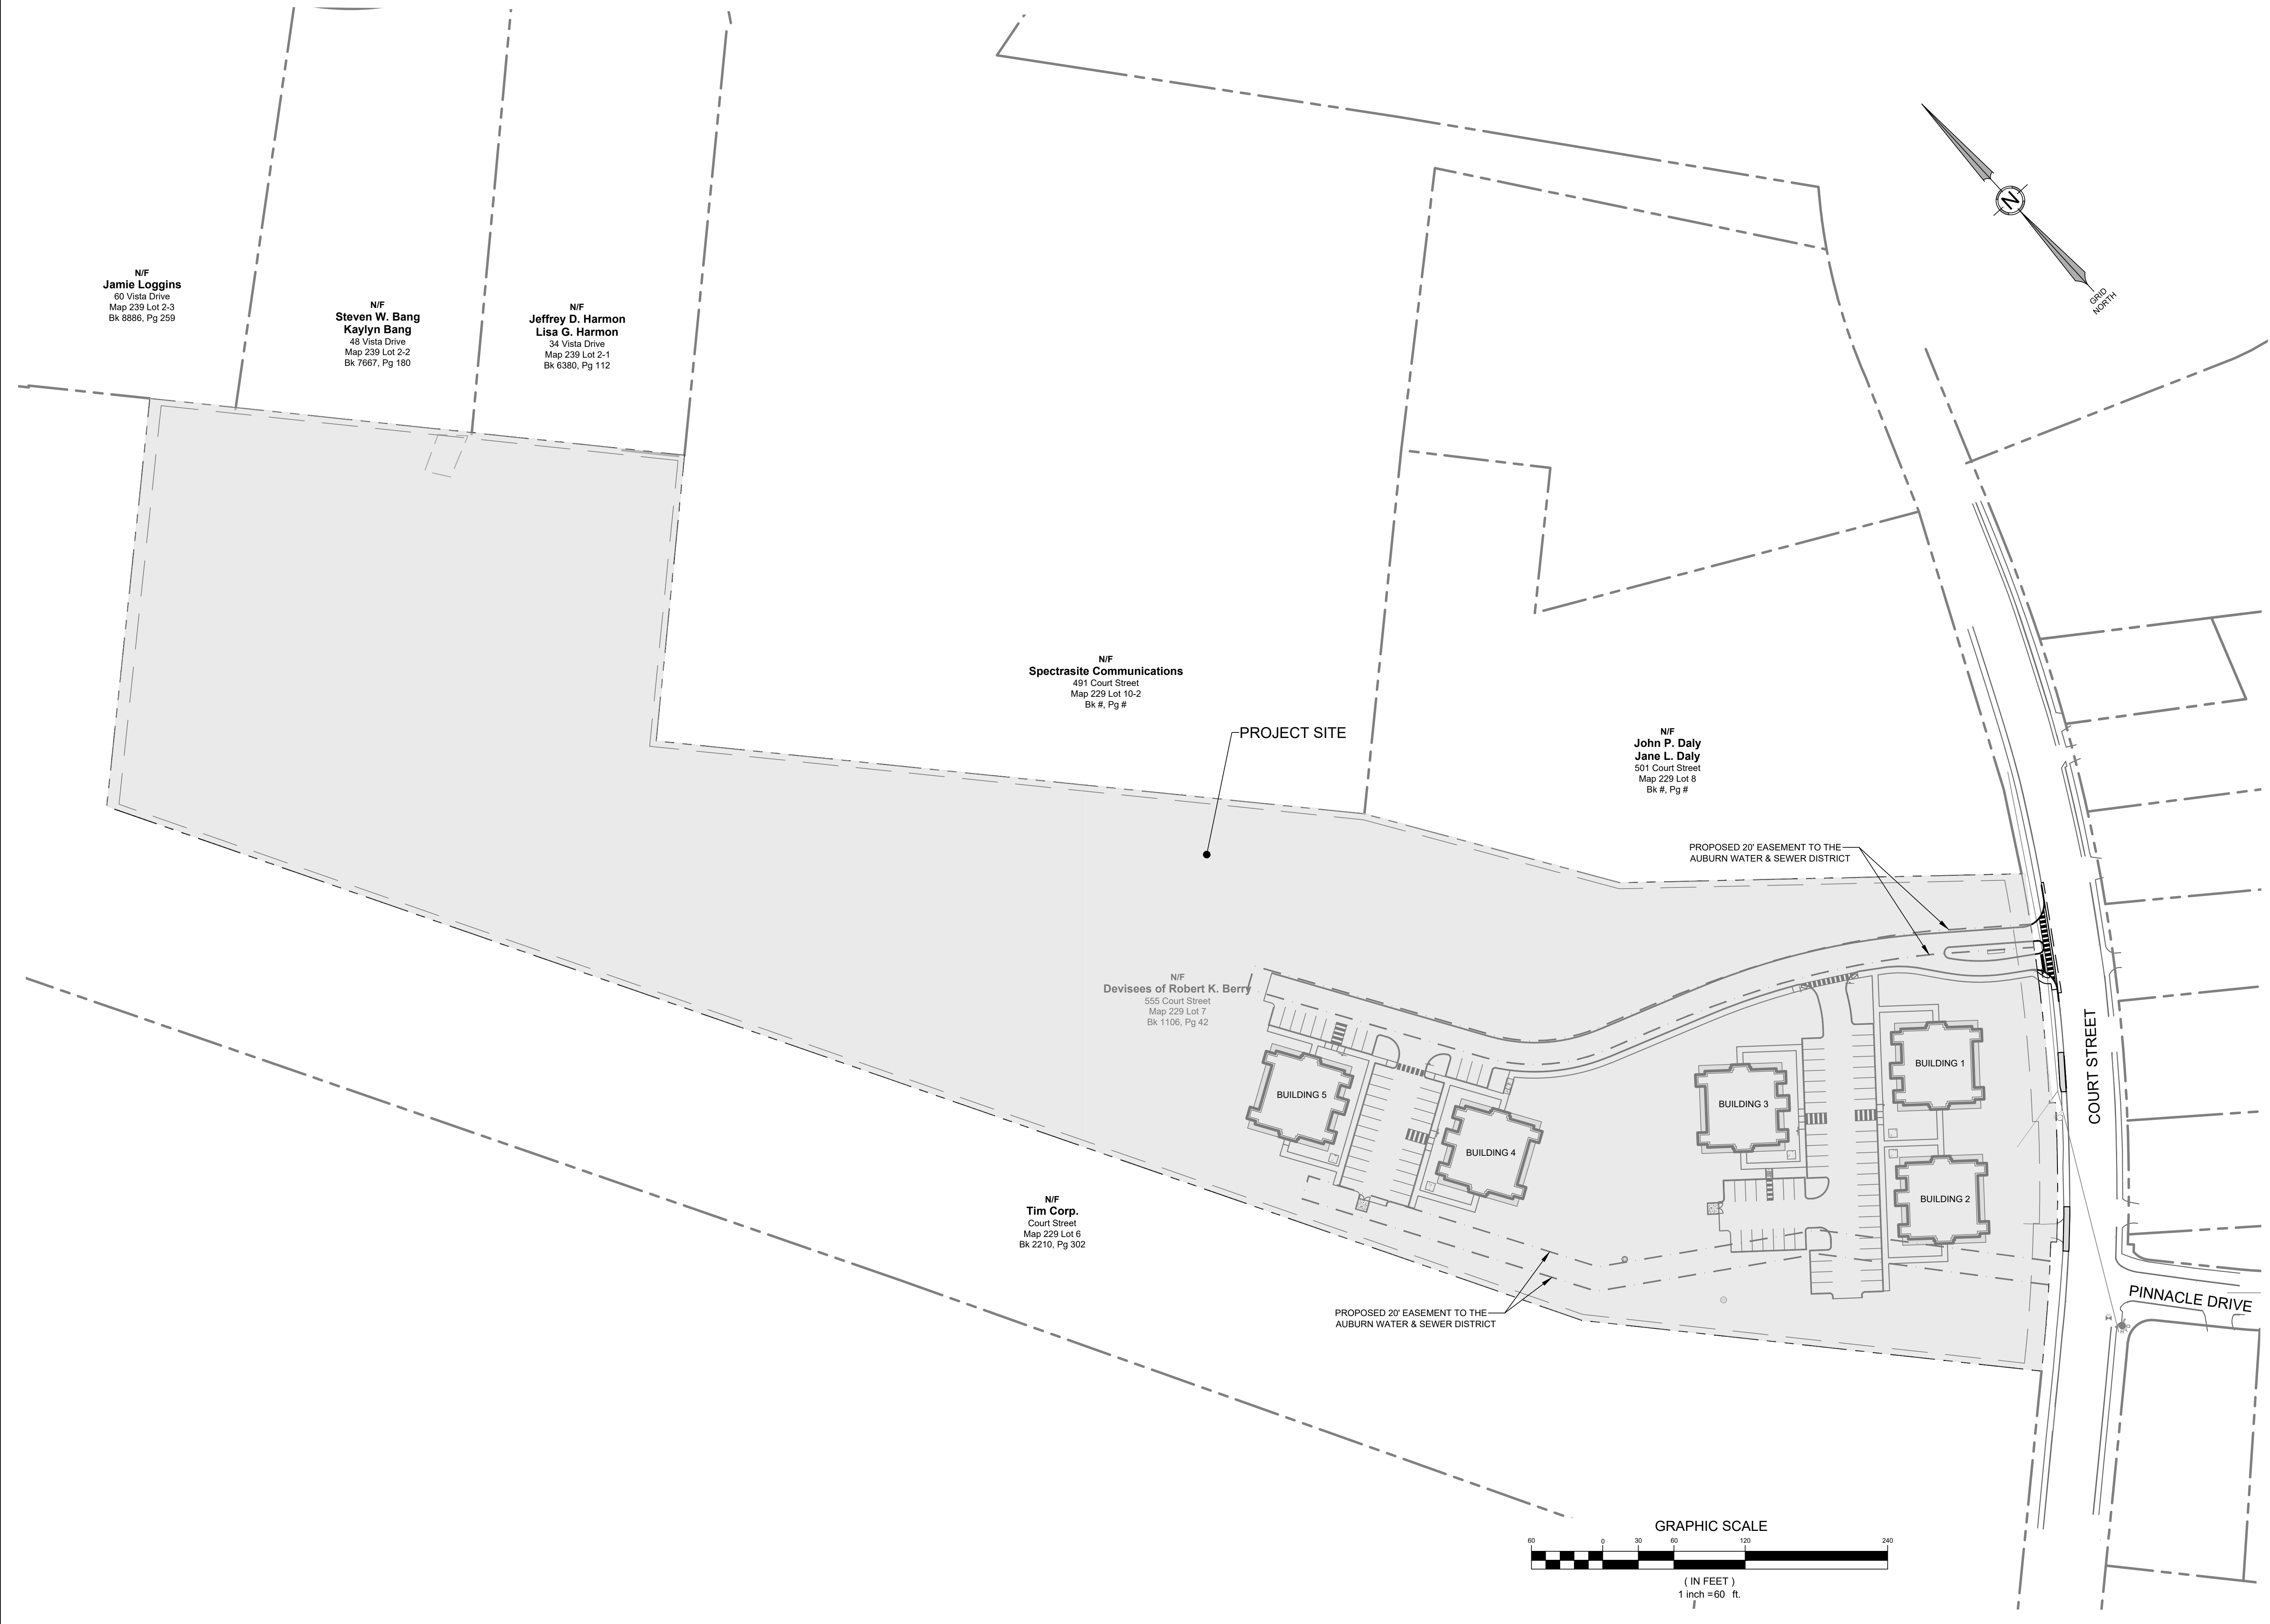 N
GRID
NORTH
N/F
Jamie Loggins
60 Vista Drive
Map 239 Lot 2-3
Bk 8886, Pg 259
N/F
Steven W. Bang
Kaylyn Bang
48 Vista Drive
Map 239 Lot 2-2
Bk 7667, Pg 180
N/F
Jeffrey D. Harmon
Lisa G. Harmon
34 Vista Drive
Map 239 Lot 2-1
Bk 6380, Pg 112
N/F
Spectrasite Communications
491 Court Street
Map 229 Lot 10-2
Bk #, Pg #
PROJECT SITE
N/F
John P. Daly
Jane L. Daly
501 Court Street
Map 229 Lot 8
Bk #, Pg #
PROPOSED 20' EASEMENT TO THE
AUBURN WATER & SEWER DISTRICT
N/F
Devisees of Robert K. Berry
555 Court Street
Map 229 Lot 7
Bk 1106, Pg 42
BUILDING 5
BUILDING 4
BUILDING 3
BUILDING 1
BUILDING 2
COURT STREET
N/F
Tim Corp.
Court Street
Map 229 Lot 6
Bk 2210, Pg 302
PROPOSED 20' EASEMENT TO THE
AUBURN WATER & SEWER DISTRICT
PINNACLE DRIVE
GRAPHIC SCALE
60 0 30 60 120 240
( IN FEET )
1 inch =60 ft.